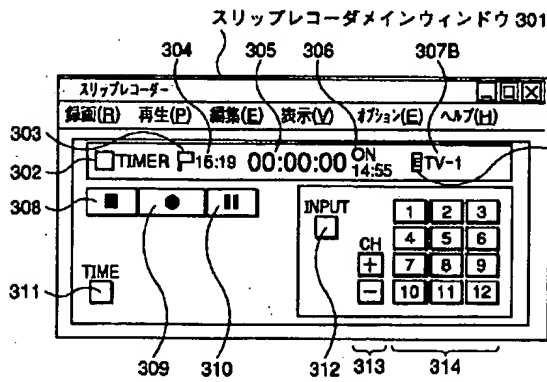 スリップレコーダメインウィンドウ 301
304 305 306 307B
スリップレコーダー
録画(R) 再生(P) 編集(E) 表示(V) オプション(E) ヘルプ(H)
303
302 TIMER 15:19 00:00:00 ON 14:55 TV-1
308
INPUT 1 2 3
4 5 6
CH
+ 7 8 9
- 10 11 12
TIME
311
309 310 312 313 314